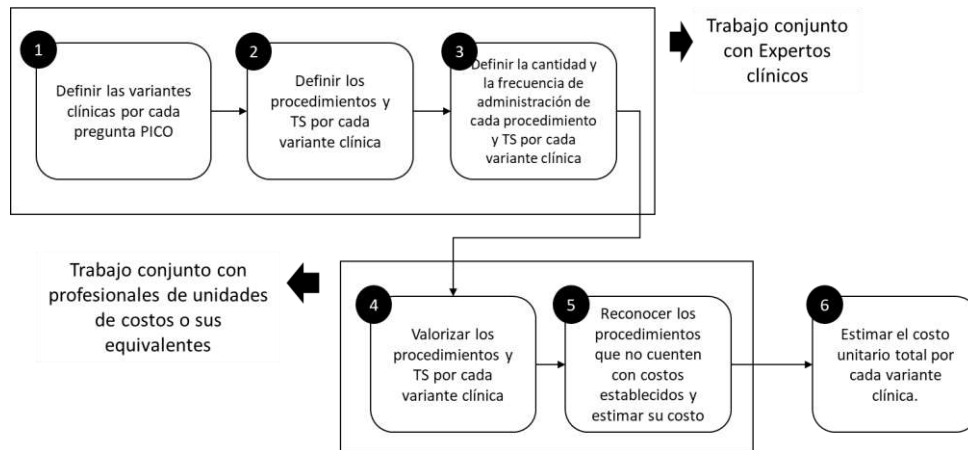 1
Definir las variantes
clínicas por cada
pregunta PICO
2
Definir los
procedimientos y
TS por cada
variante clínica
3
Definir la cantidad y
la frecuencia de
administración de
cada procedimiento
y TS por cada
variante clínica
Trabajo conjunto
con Expertos
clínicos
Trabajo conjunto con
profesionales de unidades
de costos o sus
equivalentes
4
Valorizar los
procedimientos y
TS por cada
variante clínica
5
Reconocer los
procedimientos
que no cuenten
con costos
establecidos y
estimar su costo
6
Estimar el costo
unitario total por
cada variante
clínica.